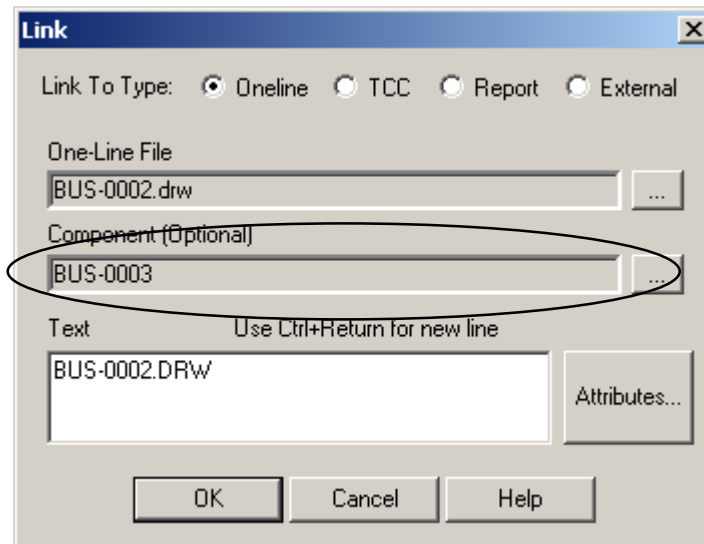 Link
Link To Type: Oneline TCC Report External
One-Line File
BUS-0002.drw ...
Component (Optional)
BUS-0003 ...
Text Use Ctrl+Return for new line
BUS-0002.DRW
Attributes...
OK Cancel Help